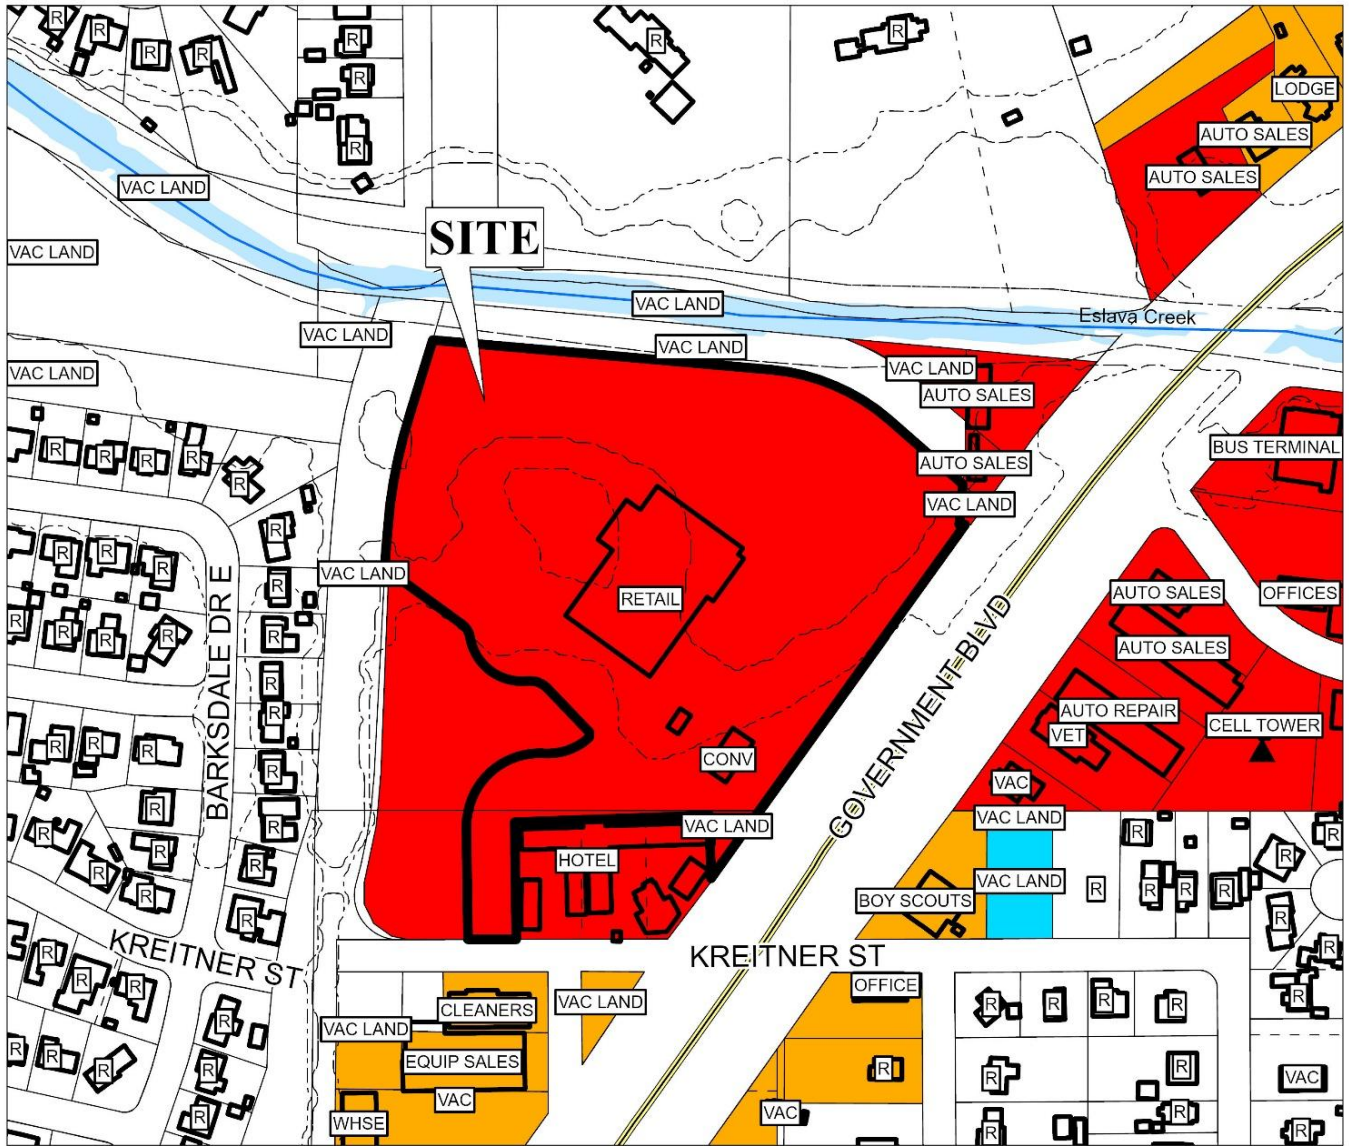 R
R
R
R
R
R
R
R
R
LODGE
AUTO SALES
AUTO SALES
VAC LAND
SITE
VAC LAND
VAC LAND
Eslava Creek
VAC LAND
VAC LAND
VAC LAND
VAC LAND
AUTO SALES
BUS TERMINAL
AUTO SALES
VAC LAND
R
R
R
R
R
R
R
R
R
R
VAC LAND
R
RETAIL
AUTO SALES
OFFICES
R
R
R
R
R
BARKSDALE DR E
AUTO SALES
R
R
AUTO REPAIR
VET
CELL TOWER
R
R
R
R
CONV
VAC
GOVERNMENT BLVD
R
R
R
VAC LAND
VAC LAND
R
R
R
R
HOTEL
R
R
VAC LAND
R
R
R
R
BOY SCOUTS
R
R
KREITNER ST
KREITNER ST
R
R
R
R
OFFICE
CLEANERS
VAC LAND
R
R
R
R
R
R
VAC LAND
R
R
R
EQUIP SALES
R
R
R
R
VAC
VAC
VAC
R
WHSE
R
R
R